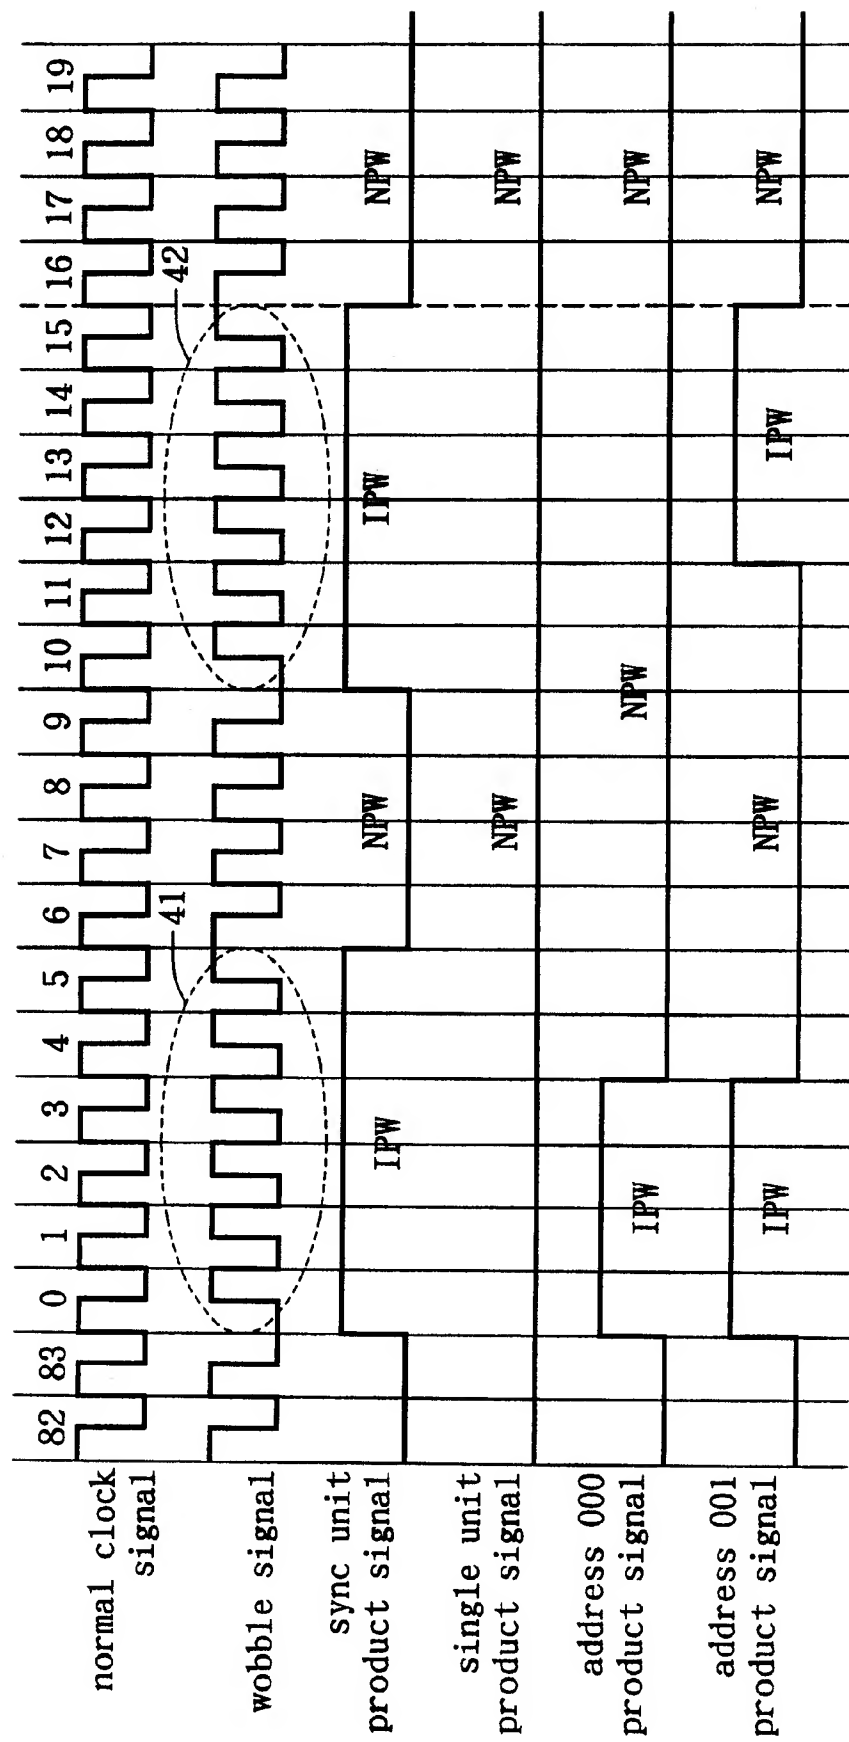 82 83 0 1 2 3 4 5 6 7 8 9 10 11 12 13 14 15 16 17 18 19
normal clock
signal
41
42
wobble signal
sync unit
product signal
IPW NPW IPW NPW
single unit
product signal
NPW NPW
address 000
product signal
IPW NPW NPW
address 001
product signal
IPW NPW IPW NPW